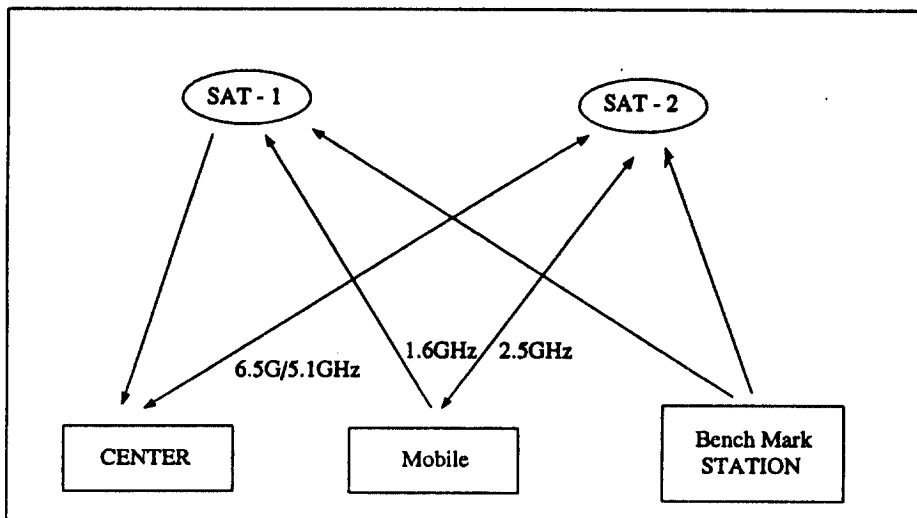 SAT - 1
SAT - 2
6.5G/5.1GHz
1.6GHz
2.5GHz
CENTER
Mobile
Bench Mark
STATION